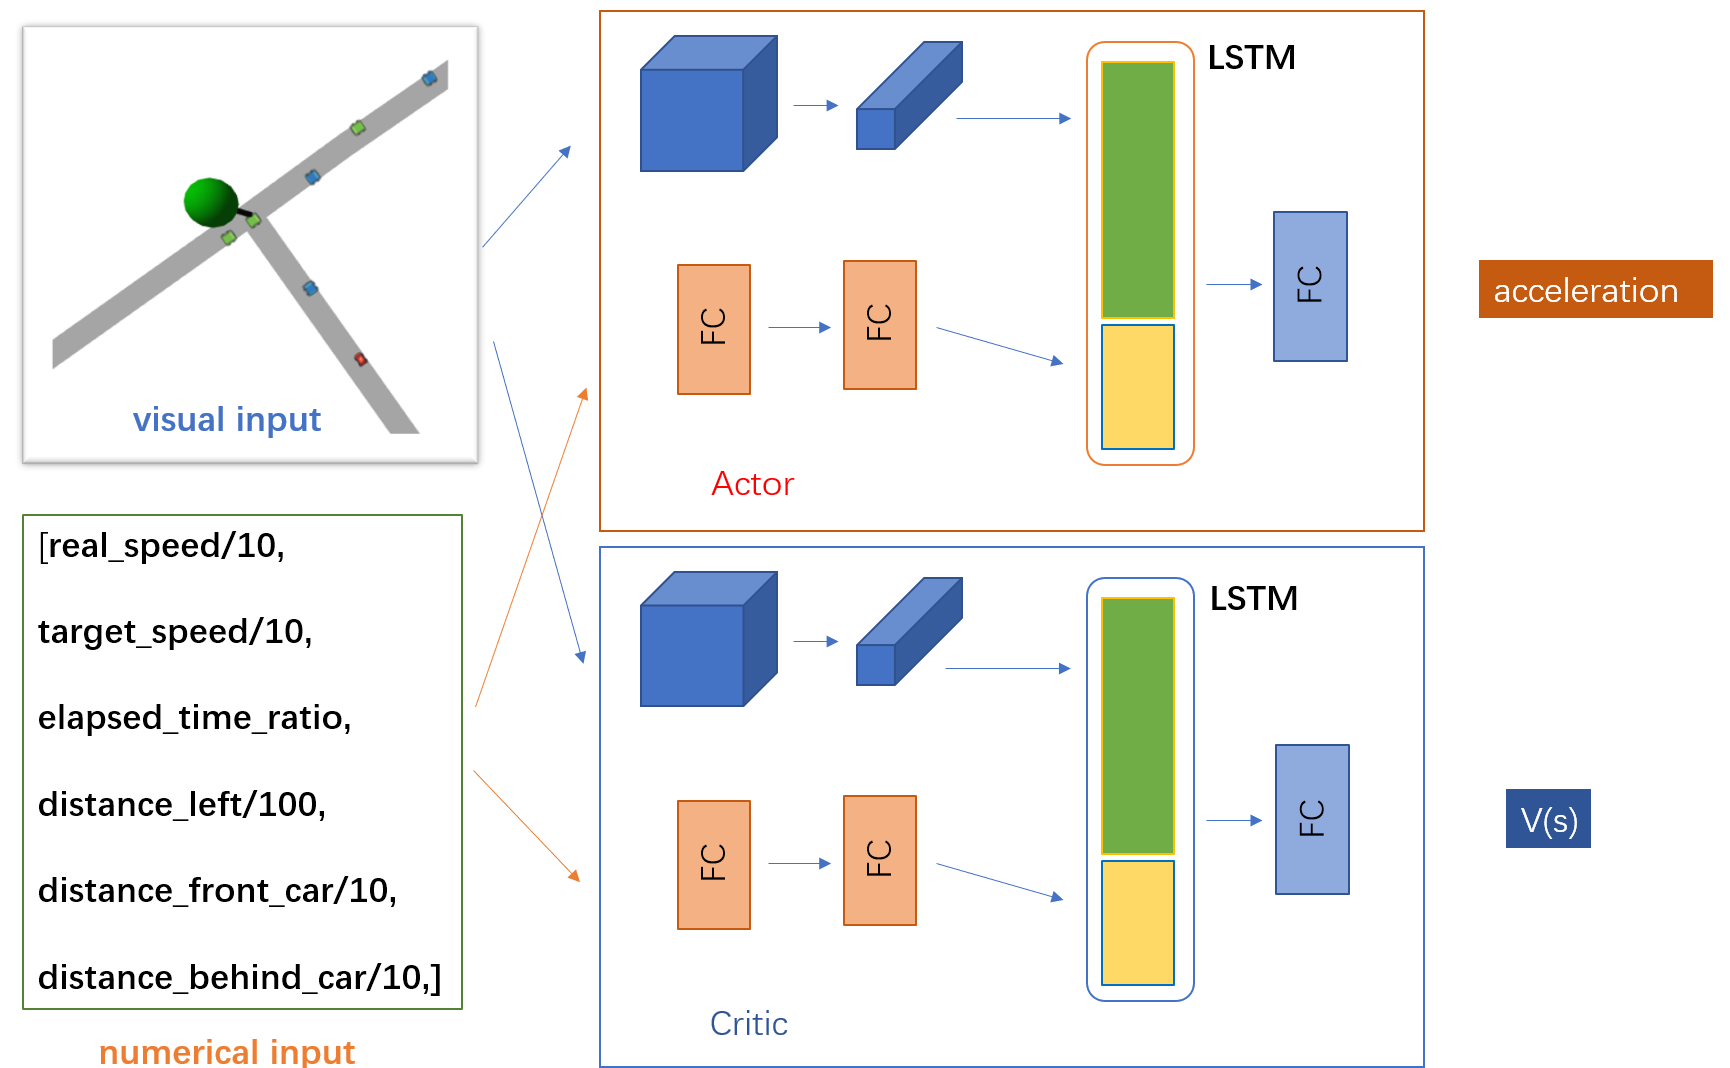 visual input
[real_speed/10,
target_speed/10,
elapsed_time_ratio,
distance_left/100,
distance_front_car/10,
distance_behind_car/10,]
numerical input
LSTM
FC
FC
FC
Actor
acceleration
LSTM
FC
FC
FC
Critic
V(s)